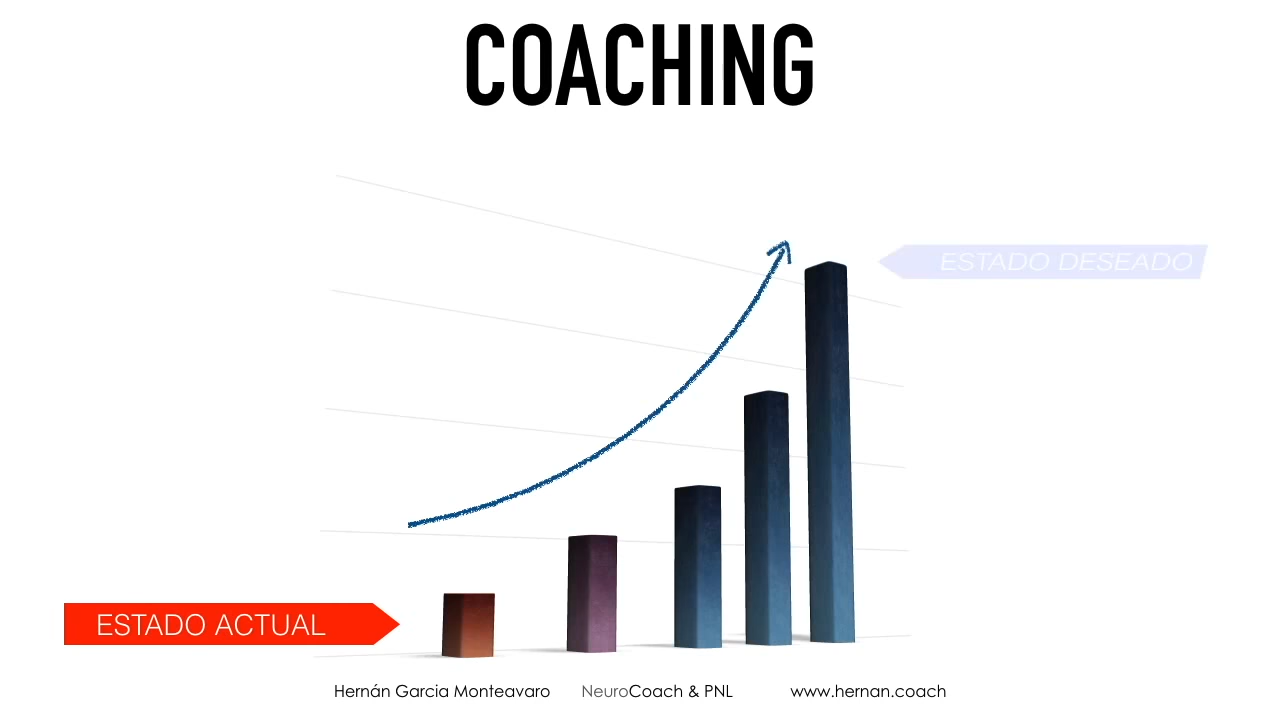 COACHING
ESTADO DESEADO
ESTADO ACTUAL
Hernán Garcia Monteavaro NeuroCoach & PNL www.hernan.coach